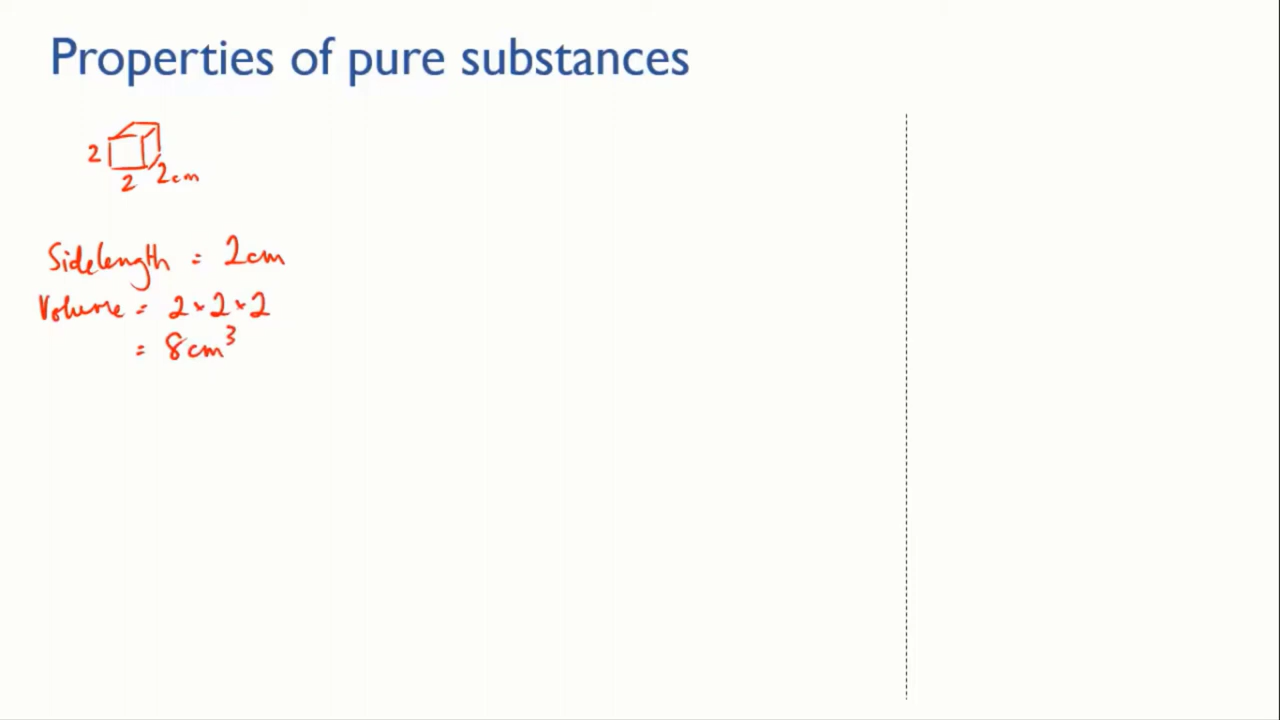 Properties of pure substances
2
2
2cm
Sidelength = 2cm
Volume = 2 × 2 × 2
= 8cm³